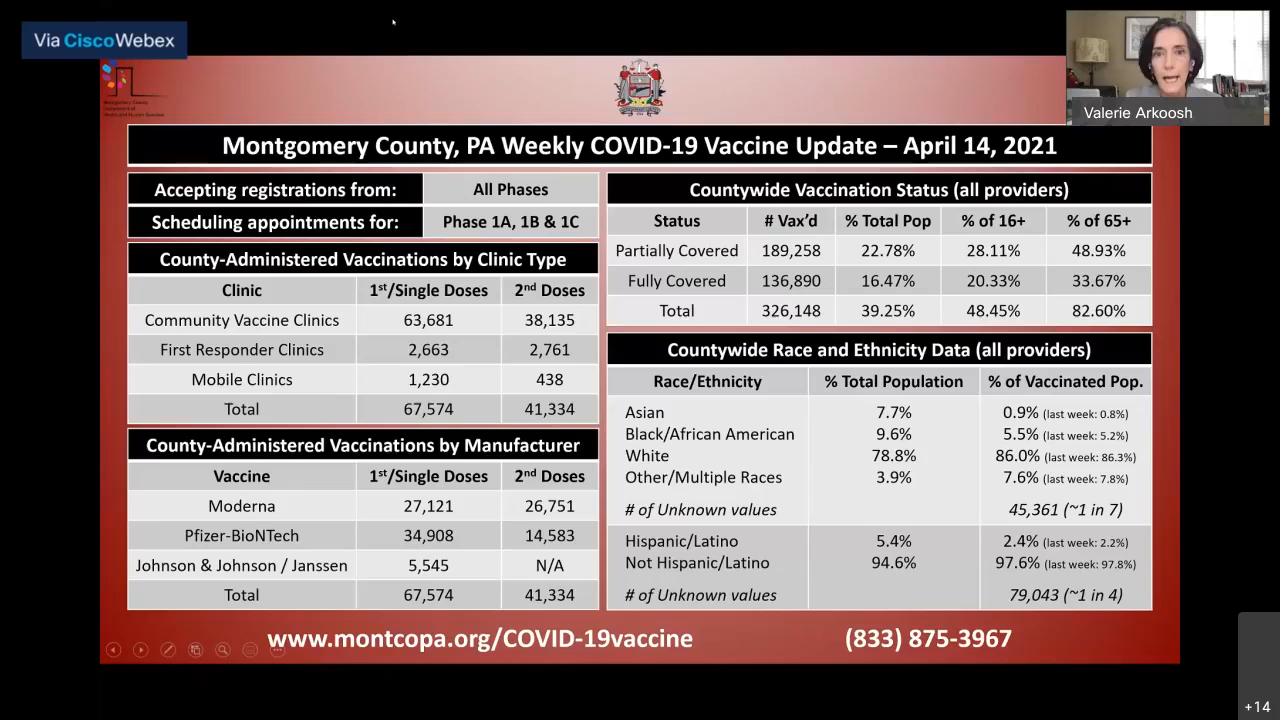 Via CiscoWebex
Montgomery County
Department of
Health and Human Services
Valerie Arkoosh
Montgomery County, PA Weekly COVID-19 Vaccine Update – April 14, 2021
Accepting registrations from: All Phases
Scheduling appointments for: Phase 1A, 1B & 1C
County-Administered Vaccinations by Clinic Type
Clinic 1st/Single Doses 2nd Doses
Community Vaccine Clinics 63,681 38,135
First Responder Clinics 2,663 2,761
Mobile Clinics 1,230 438
Total 67,574 41,334
County-Administered Vaccinations by Manufacturer
Vaccine 1st/Single Doses 2nd Doses
Moderna 27,121 26,751
Pfizer-BioNTech 34,908 14,583
Johnson & Johnson / Janssen 5,545 N/A
Total 67,574 41,334
Countywide Vaccination Status (all providers)
Status # Vax’d % Total Pop % of 16+ % of 65+
Partially Covered 189,258 22.78% 28.11% 48.93%
Fully Covered 136,890 16.47% 20.33% 33.67%
Total 326,148 39.25% 48.45% 82.60%
Countywide Race and Ethnicity Data (all providers)
Race/Ethnicity % Total Population % of Vaccinated Pop.
Asian 7.7% 0.9% (last week: 0.8%)
Black/African American 9.6% 5.5% (last week: 5.2%)
White 78.8% 86.0% (last week: 86.3%)
Other/Multiple Races 3.9% 7.6% (last week: 7.8%)
# of Unknown values 45,361 (~1 in 7)
Hispanic/Latino 5.4% 2.4% (last week: 2.2%)
Not Hispanic/Latino 94.6% 97.6% (last week: 97.8%)
# of Unknown values 79,043 (~1 in 4)
www.montcopa.org/COVID-19vaccine (833) 875-3967
+14